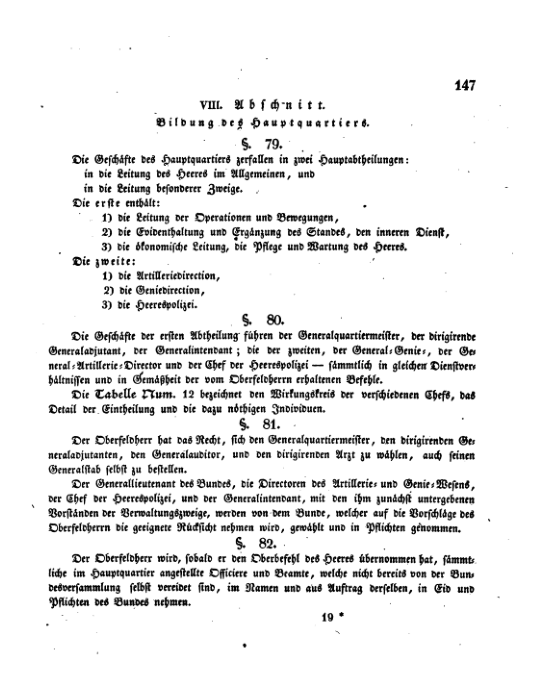 147
VIII. Abschnitt.
Bildung des Hauptquartiers.
§. 79.
Die Geschäfte des Hauptquartiers zerfallen in zwei Hauptabtheilungen:
in die Leitung des Heeres im Allgemeinen, und
in die Leitung besonderer Zweige.
Die erste enthält:
1) die Leitung der Operationen und Bewegungen,
2) die Evidenthaltung und Ergänzung des Standes, den inneren Dienst,
3) die ökonomische Leitung, die Pflege und Wartung des Heeres.
Die zweite:
1) die Artilleriedirection,
2) die Geniedirection,
3) die Heerespolizei.
§. 80.
Die Geschäfte der ersten Abtheilung führen der Generalquartiermeister, der dirigirende
Generaladjutant, der Generalintendant; die der zweiten, der General-Genie-, der Ge-
neral-Artillerie-Director und der Chef der Heerespolizei — sämmtlich in gleichen Dienstver-
hältnissen und in Gemäßheit der vom Oberfeldherrn erhaltenen Befehle.
Die Tabelle Num. 12 bezeichnet den Wirkungskreis der verschiedenen Chefs, das
Detail der Eintheilung und die dazu nöthigen Individuen.
§. 81.
Der Oberfeldherr hat das Recht, sich den Generalquartiermeister, den dirigirenden Ge-
neraladjutanten, den Generalauditor, und den dirigirenden Arzt zu wählen, auch seinen
Generalstab selbst zu bestellen.
Der Generallieutenant des Bundes, die Directoren des Artillerie- und Genie-Wesens,
der Chef der Heerespolizei, und der Generalintendant, mit den ihm zunächst untergebenen
Vorständen der Verwaltungszweige, werden von dem Bunde, welcher auf die Vorschläge des
Oberfeldherrn die geeignete Rücksicht nehmen wird, gewählt und in Pflichten genommen.
§. 82.
Der Oberfeldherr wird, sobald er den Oberbefehl des Heeres übernommen hat, sämmt-
liche im Hauptquartier angestellte Officiere und Beamte, welche nicht bereits von der Bun-
desversammlung selbst vereidet sind, im Namen und aus Auftrag derselben, in Eid und
Pflichten des Bundes nehmen.
19 *